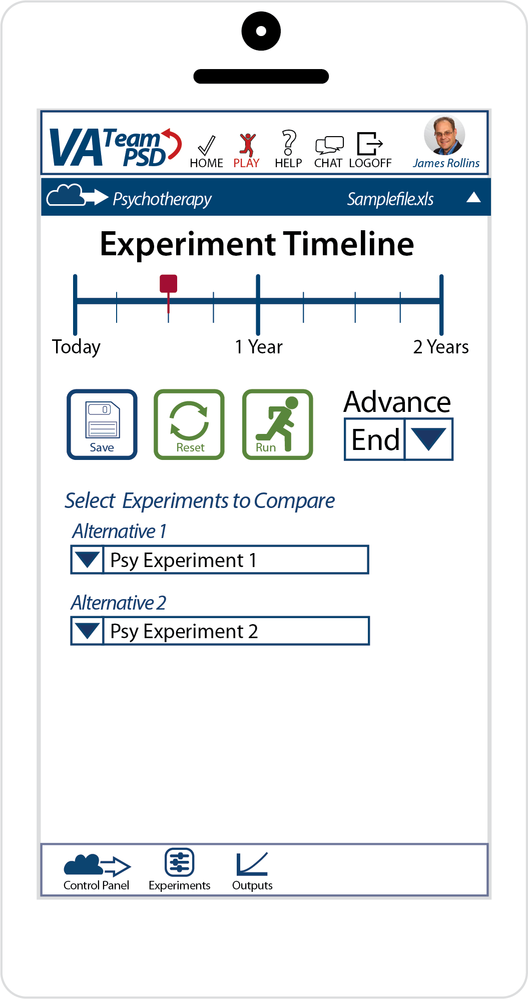 VA Team
PSD
HOME PLAY HELP CHAT LOGOFF James Rollins
Psychotherapy Samplefile.xls
Experiment Timeline
Today 1 Year 2 Years
Advance
End
Save Reset Run
Select Experiments to Compare
Alternative 1
Psy Experiment 1
Alternative 2
Psy Experiment 2
Control Panel Experiments Outputs